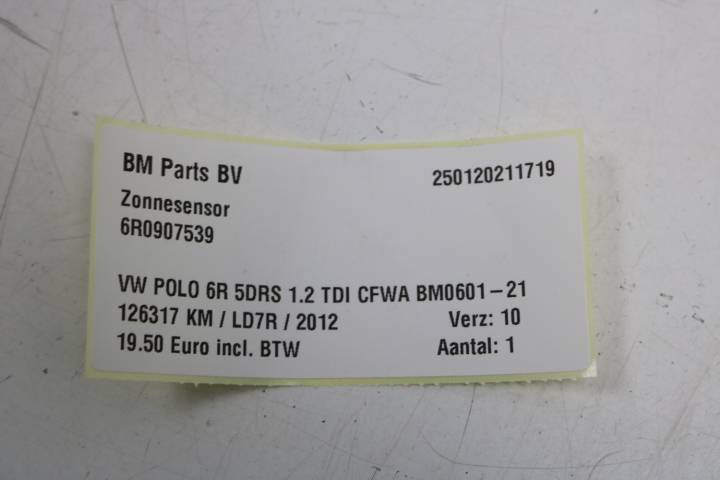 BM Parts BV 250120211719
Zonnesensor
6R0907539
VW POLO 6R 5DRS 1.2 TDI CFWA BM0601-21
126317 KM / LD7R / 2012 Verz: 10
19.50 Euro incl. BTW Aantal: 1